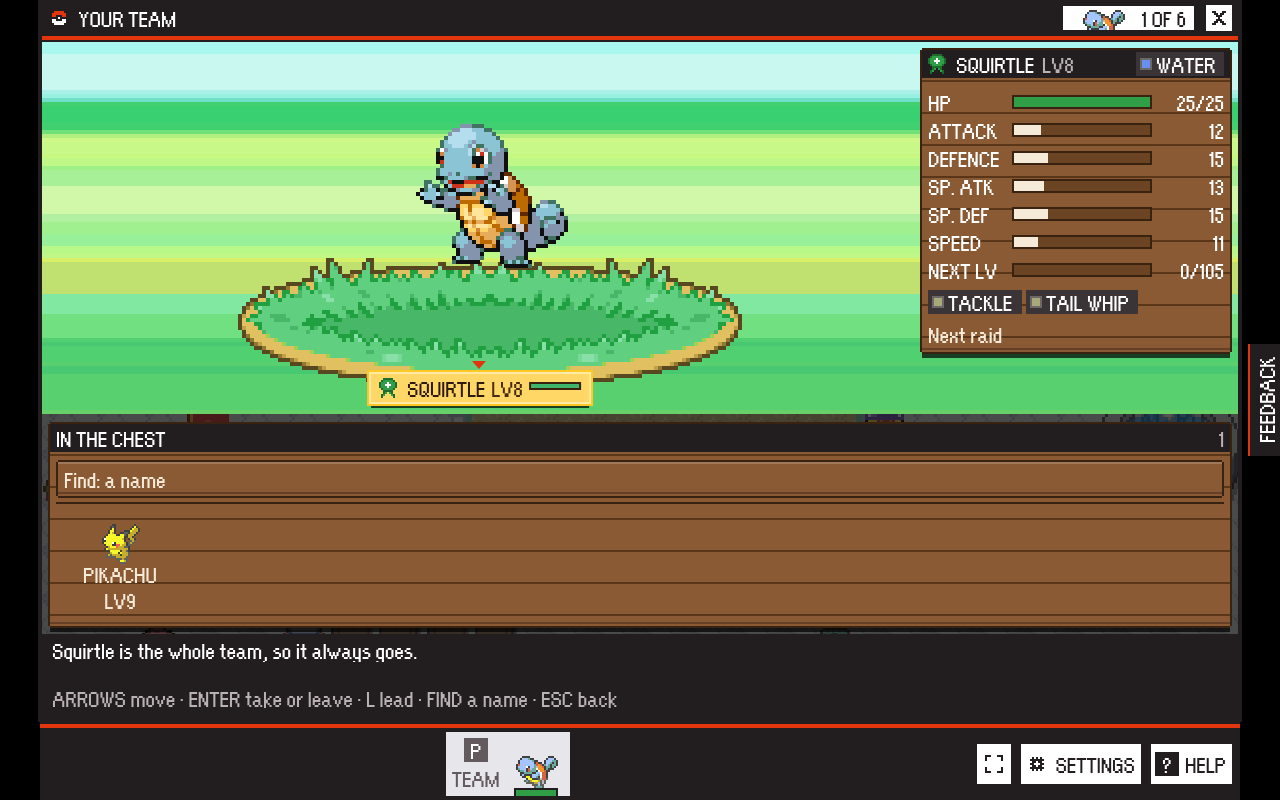 YOUR TEAM
1 OF 6
X
SQUIRTLE LV8
WATER
HP 25/25
ATTACK 12
DEFENCE 15
SP. ATK 13
SP. DEF 15
SPEED 11
NEXT LV 0/105
TACKLE TAIL WHIP
Next raid
SQUIRTLE LV8
FEEDBACK
IN THE CHEST 1
Find: a name
PIKACHU
LV9
Squirtle is the whole team, so it always goes.
ARROWS move · ENTER take or leave · L lead · FIND a name · ESC back
P
TEAM
SETTINGS
? HELP